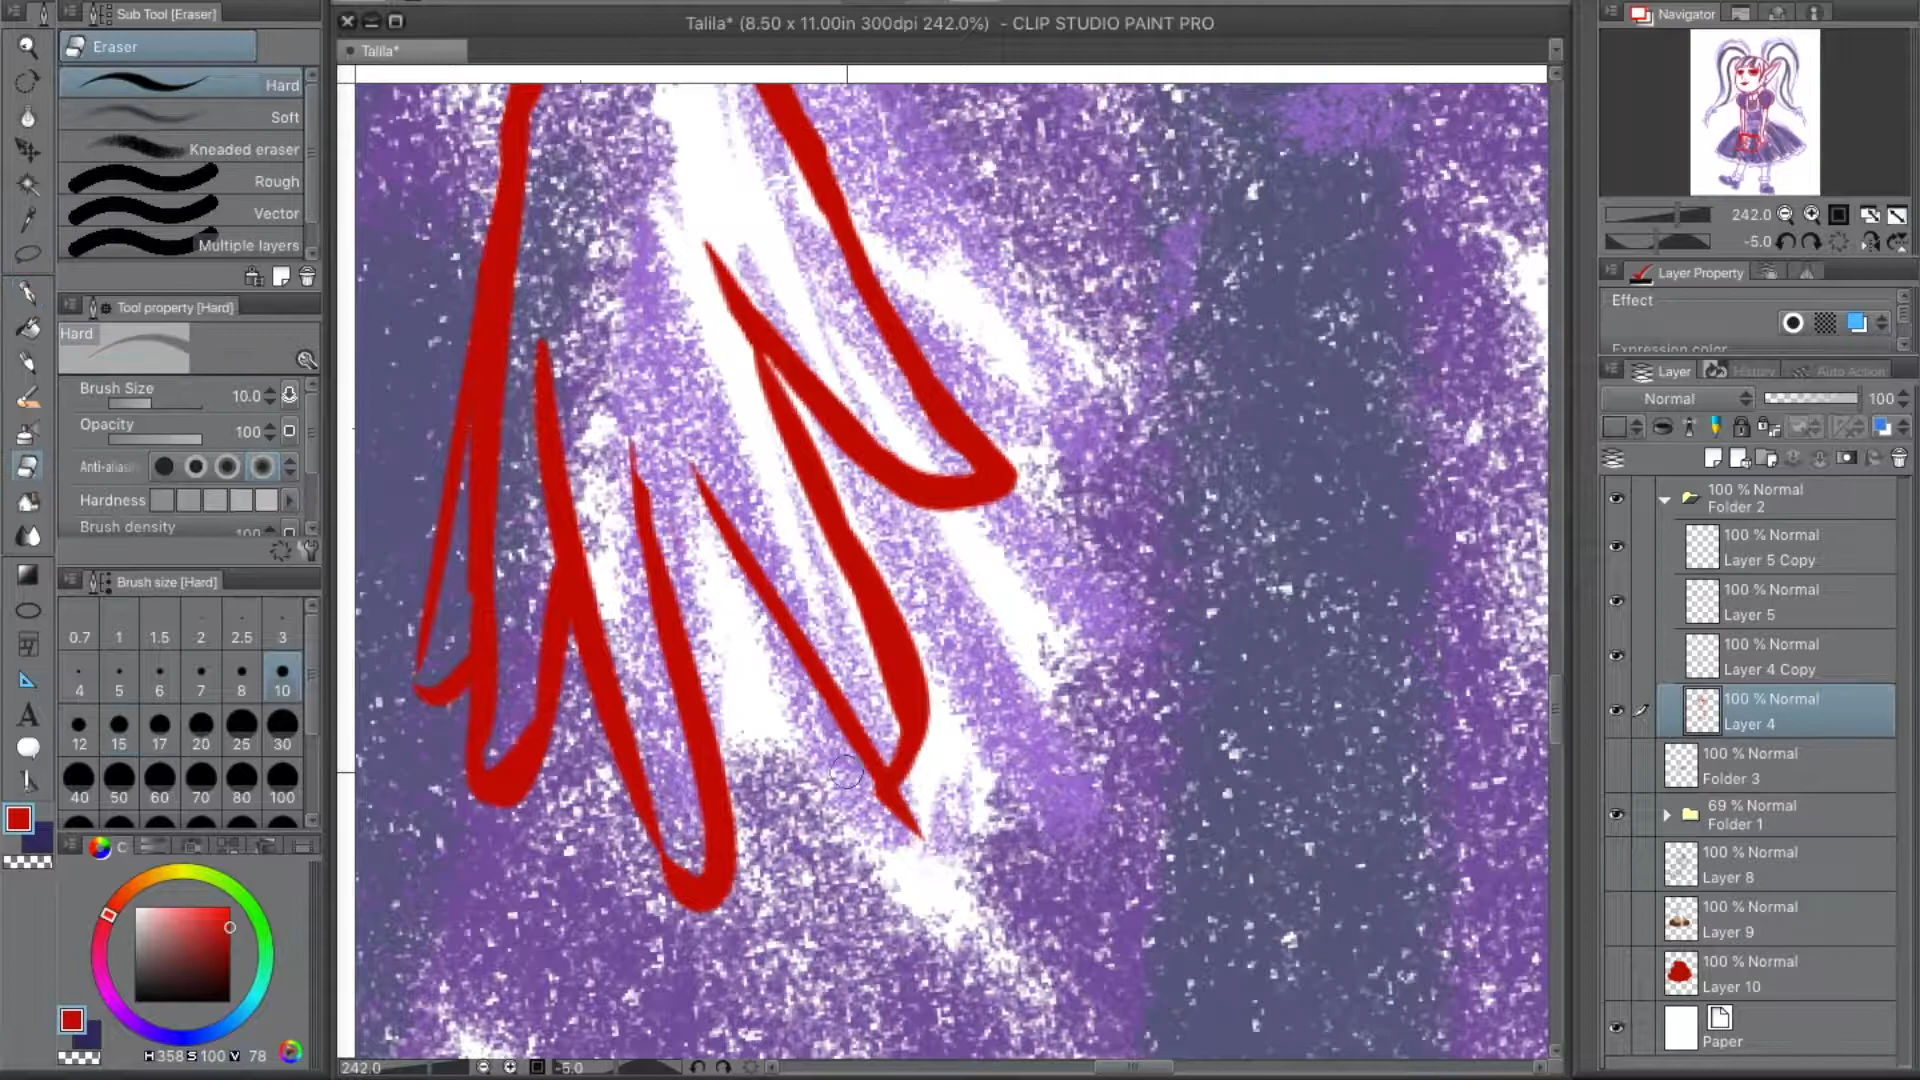 Sub Tool [Eraser]
Eraser
Hard
Soft
Kneaded eraser
Rough
Vector
Multiple layers
Tool property [Hard]
Hard
Brush Size 10.0
Opacity 100
Anti-alias
Hardness
Brush density 100
Brush size [Hard]
0.7 1 1.5 2 2.5 3
4 5 6 7 8 10
12 15 17 20 25 30
40 50 60 70 80 100
C
H 358 S 100 V 78
Talila* (8.50 x 11.00in 300dpi 242.0%) - CLIP STUDIO PAINT PRO
Talila*
242.0 -5.0
Navigator
242.0
-5.0
Layer Property
Effect
Expression color
Layer History Auto Action
Normal 100
100 % Normal
Folder 2
100 % Normal
Layer 5 Copy
100 % Normal
Layer 5
100 % Normal
Layer 4 Copy
100 % Normal
Layer 4
100 % Normal
Folder 3
69 % Normal
Folder 1
100 % Normal
Layer 8
100 % Normal
Layer 9
100 % Normal
Layer 10
Paper